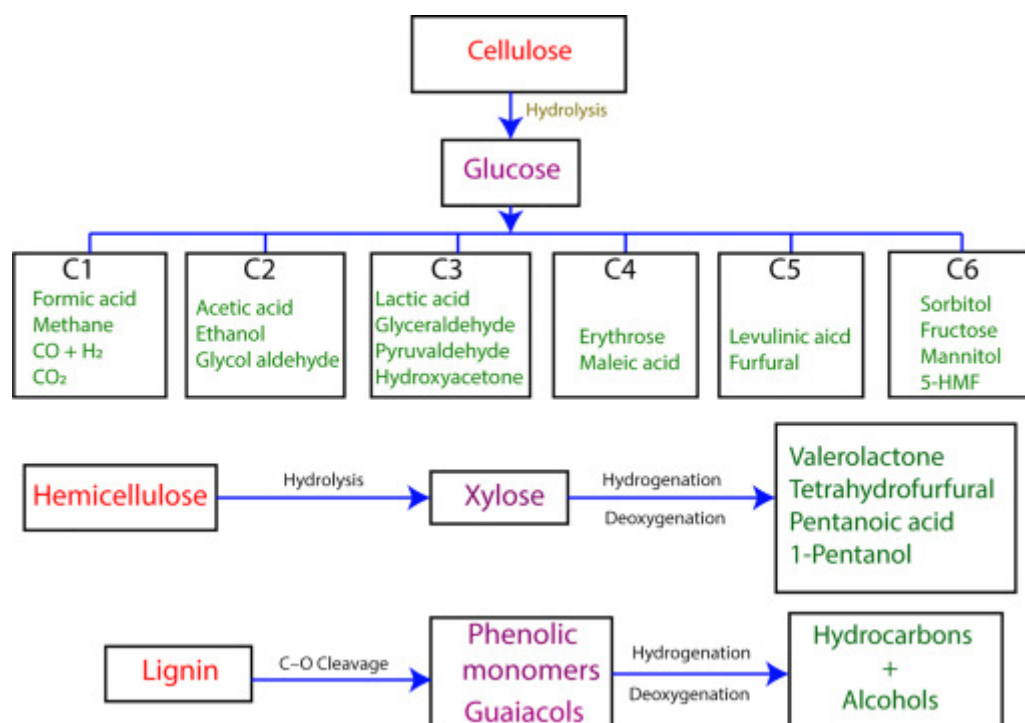 Cellulose
Hydrolysis
Glucose
C1
Formic acid
Methane
CO + H₂
CO₂
C2
Acetic acid
Ethanol
Glycol aldehyde
C3
Lactic acid
Glyceraldehyde
Pyruvaldehyde
Hydroxyacetone
C4
Erythrose
Maleic acid
C5
Levulinic aicd
Furfural
C6
Sorbitol
Fructose
Mannitol
5-HMF
Hemicellulose
Hydrolysis
Xylose
Hydrogenation
Deoxygenation
Valerolactone
Tetrahydrofurfural
Pentanoic acid
1-Pentanol
Lignin
C–O Cleavage
Phenolic
monomers
Guaiacols
Hydrogenation
Deoxygenation
Hydrocarbons
+
Alcohols